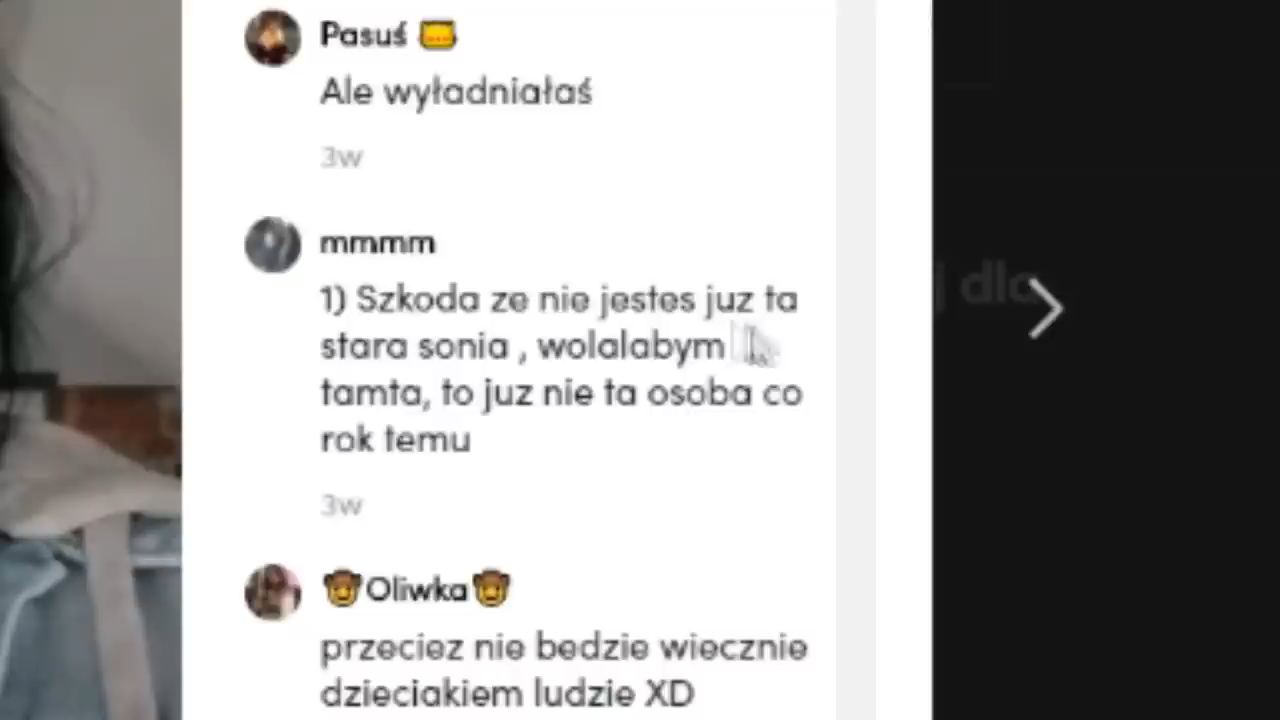 Pasuś
Ale wyładniałaś
3w
mmmm
1) Szkoda ze nie jestes juz ta
stara sonia , wolalabym
tamta, to juz nie ta osoba co
rok temu
3w
🤠Oliwka🤠
przeciez nie bedzie wiecznie
dzieciakiem ludzie XD
dla